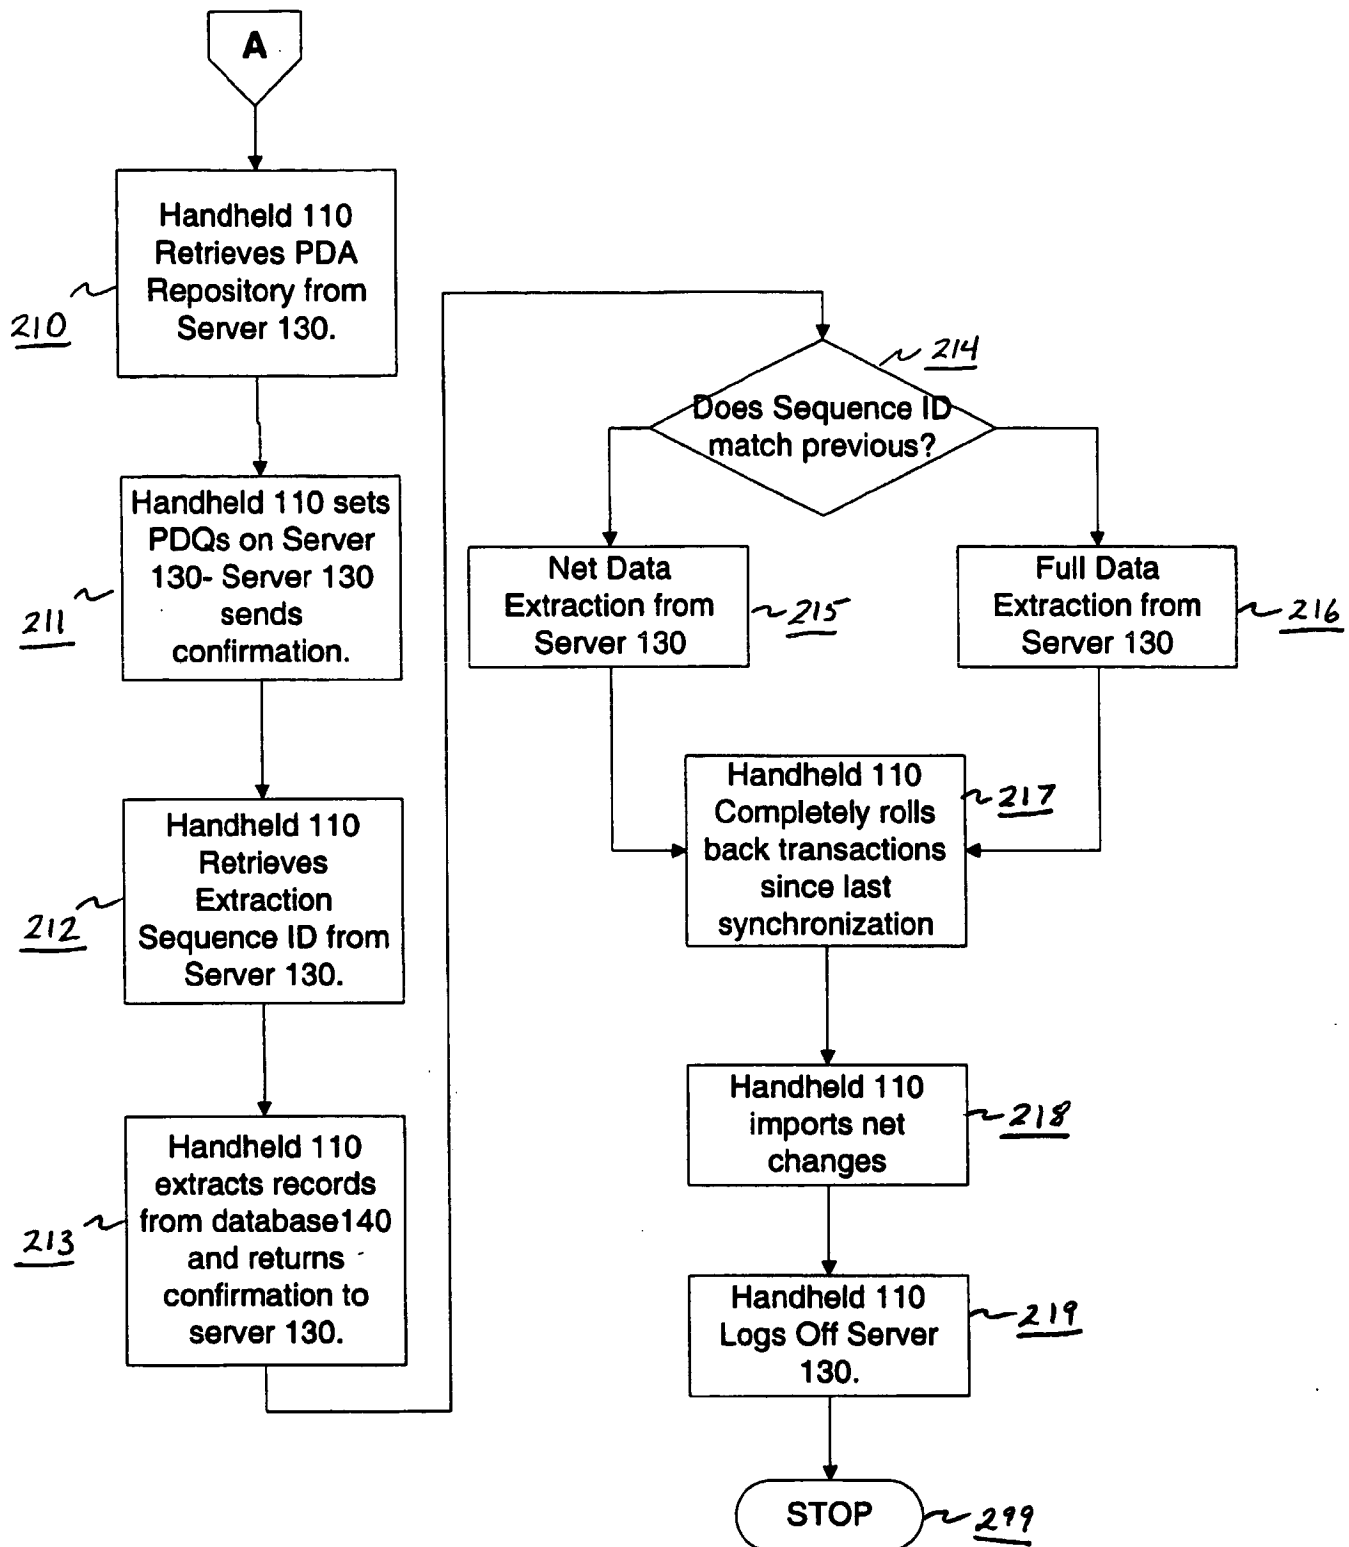 A
Handheld 110
Retrieves PDA
Repository from
Server 130.
210
Handheld 110 sets
PDQs on Server
130- Server 130
sends
confirmation.
211
Handheld 110
Retrieves
Extraction
Sequence ID from
Server 130.
212
Handheld 110
extracts records
from database140
and returns
confirmation to
server 130.
213
Does Sequence ID
match previous?
214
Net Data
Extraction from
Server 130
215
Full Data
Extraction from
Server 130
216
Handheld 110
Completely rolls
back transactions
since last
synchronization
217
Handheld 110
imports net
changes
218
Handheld 110
Logs Off Server
130.
219
STOP
299